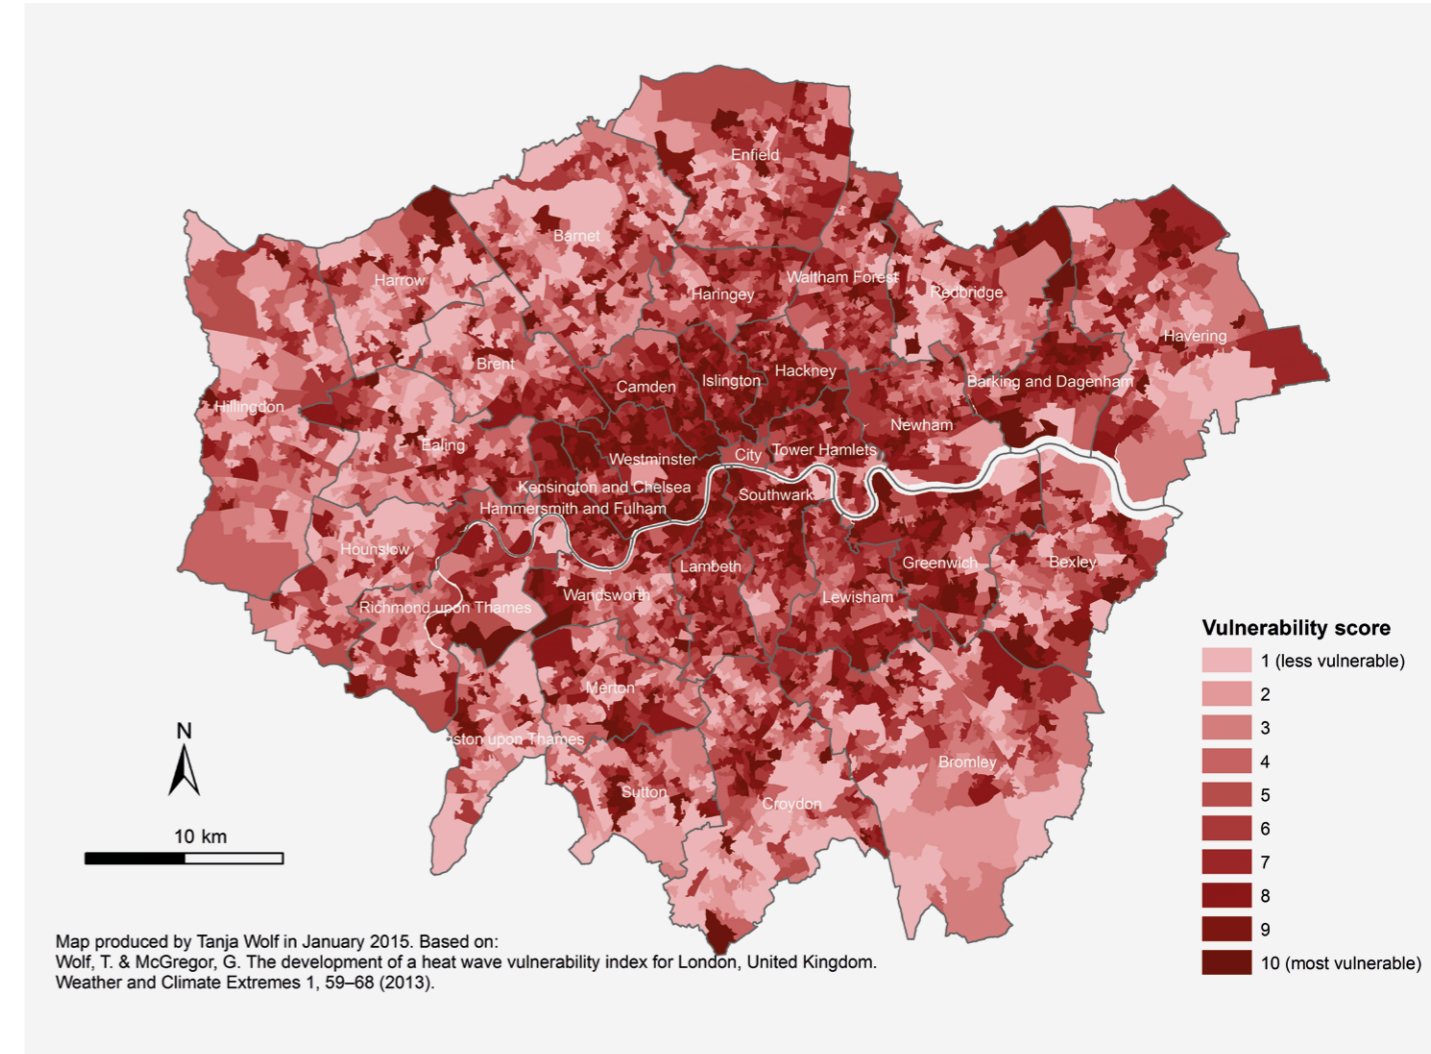 Enfield
Barnet
Harrow
Haringey
Waltham Forest
Redbridge
Havering
Brent
Camden
Islington
Hackney
Barking and Dagenham
Hillingdon
Ealing
Newham
Westminster
City
Tower Hamlets
Kensington and Chelsea
Southwark
Hammersmith and Fulham
Hounslow
Lambeth
Greenwich
Bexley
Richmond upon Thames
Wandsworth
Lewisham
Merton
ston upon Thames
Bromley
Sutton
Croydon
N
10 km
Vulnerability score
1 (less vulnerable)
2
3
4
5
6
7
8
9
10 (most vulnerable)
Map produced by Tanja Wolf in January 2015. Based on:
Wolf, T. & McGregor, G. The development of a heat wave vulnerability index for London, United Kingdom.
Weather and Climate Extremes 1, 59–68 (2013).